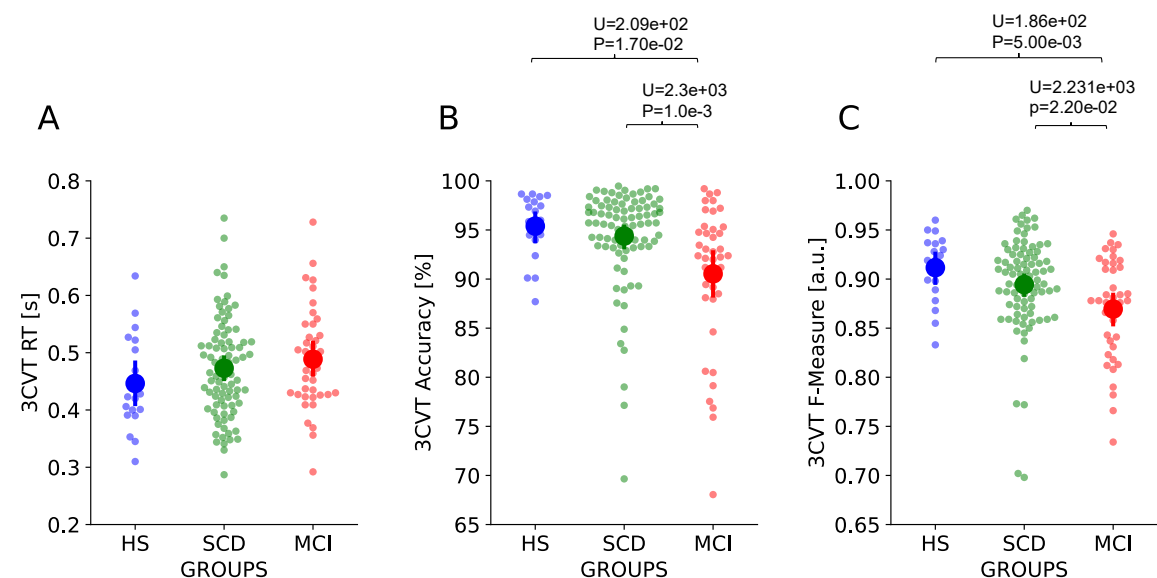 U=2.09e+02
P=1.70e-02
U=2.3e+03
P=1.0e-3
U=1.86e+02
P=5.00e-03
U=2.231e+03
p=2.20e-02
A
3CVT RT [s]
0.8
0.7
0.6
0.5
0.4
0.3
0.2
HS SCD MCI
GROUPS
B
3CVT Accuracy [%]
100
95
90
85
80
75
70
65
HS SCD MCI
GROUPS
C
3CVT F-Measure [a.u.]
1.00
0.95
0.90
0.85
0.80
0.75
0.70
0.65
HS SCD MCI
GROUPS